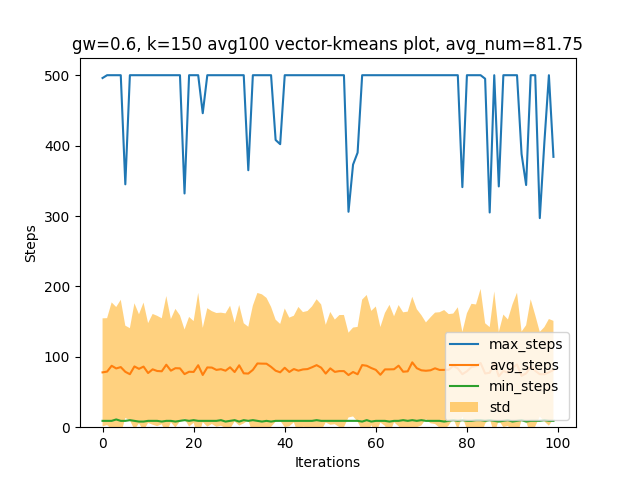 gw=0.6, k=150 avg100 vector-kmeans plot, avg_num=81.75
500
400
300
200
100
0
Steps
max_steps
avg_steps
min_steps
std
0 20 40 60 80 100
Iterations